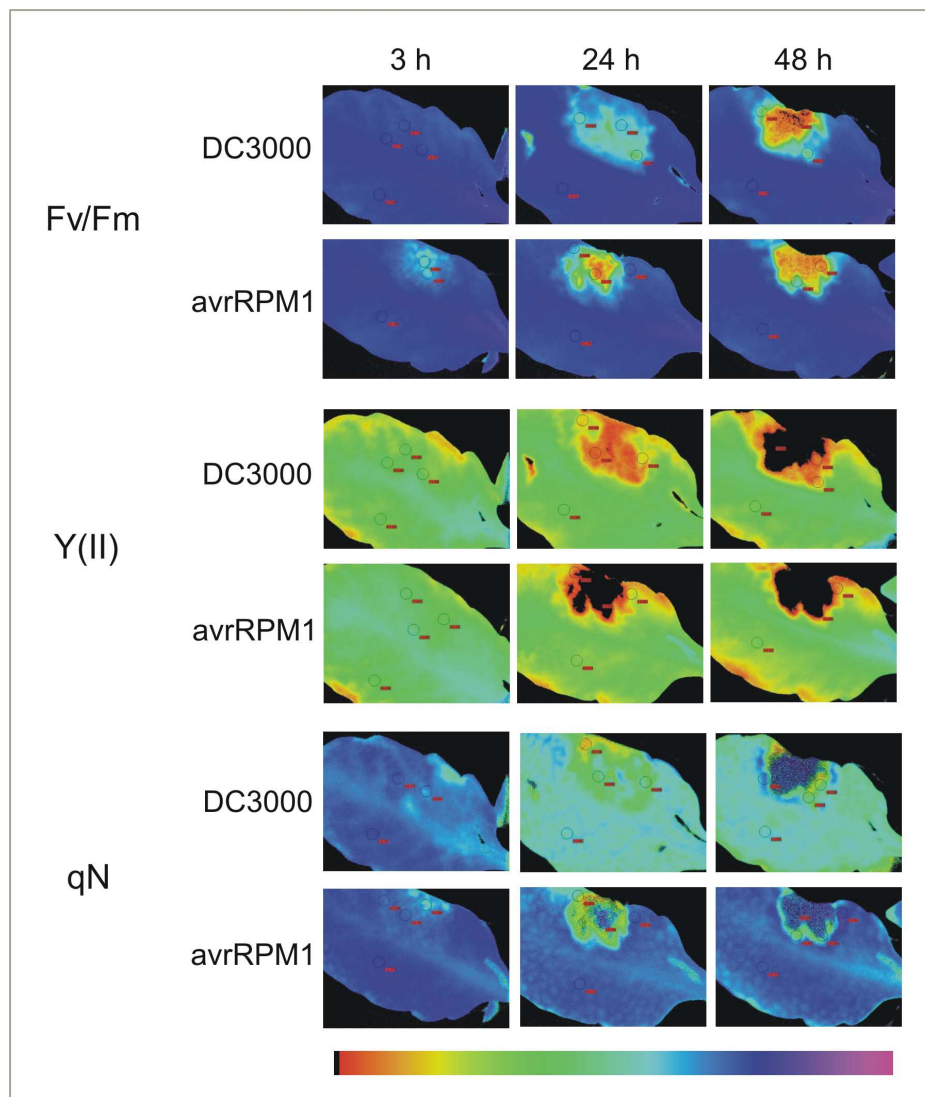 3 h 24 h 48 h
DC3000
Fv/Fm
avrRPM1
DC3000
Y(II)
avrRPM1
DC3000
qN
avrRPM1